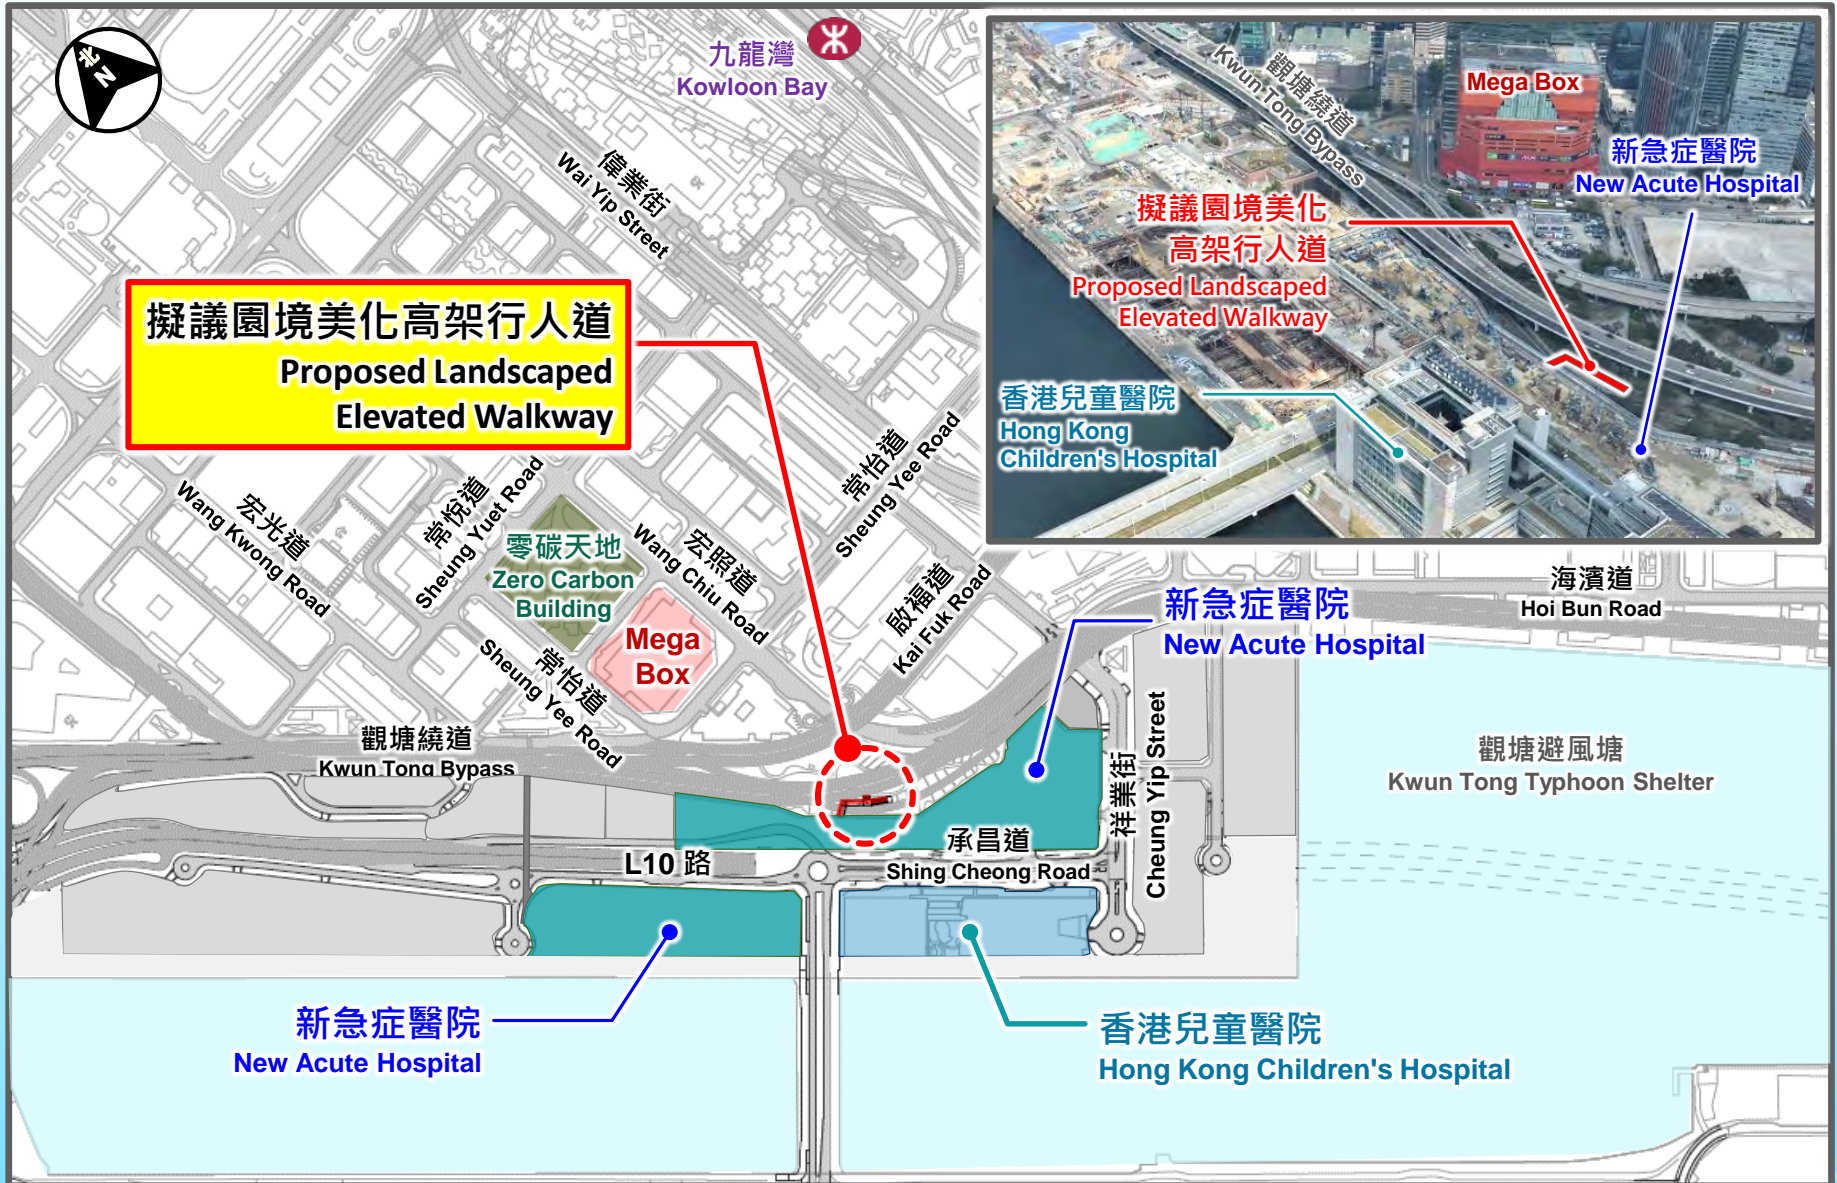 北
N
九龍灣
Kowloon Bay
偉業街
Wai Yip Street
擬議園境美化高架行人道
Proposed Landscaped
Elevated Walkway
宏光道
Wang Kwong Road
常悅道
Sheung Yuet Road
零碳天地
Zero Carbon
Building
宏照道
Wang Chiu Road
常怡道
Sheung Yee Road
啟福道
Kai Fuk Road
Mega
Box
常怡道
Sheung Yee Road
觀塘繞道
Kwun Tong Bypass
新急症醫院
New Acute Hospital
海濱道
Hoi Bun Road
祥業街
Cheung Yip Street
觀塘避風塘
Kwun Tong Typhoon Shelter
L10 路
承昌道
Shing Cheong Road
新急症醫院
New Acute Hospital
香港兒童醫院
Hong Kong Children's Hospital
觀塘繞道
Kwun Tong Bypass
Mega Box
新急症醫院
New Acute Hospital
擬議園境美化
高架行人道
Proposed Landscaped
Elevated Walkway
香港兒童醫院
Hong Kong
Children's Hospital